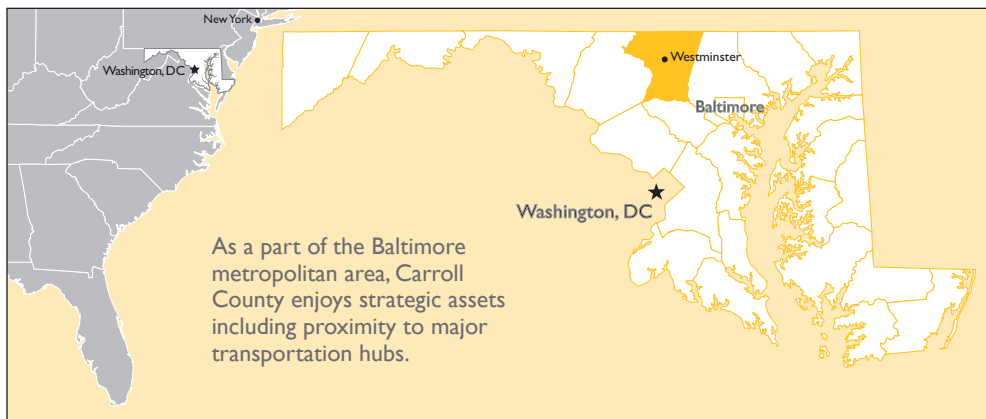 New York
Washington, DC
Westminster
Baltimore
Washington, DC
As a part of the Baltimore
metropolitan area, Carroll
County enjoys strategic assets
including proximity to major
transportation hubs.